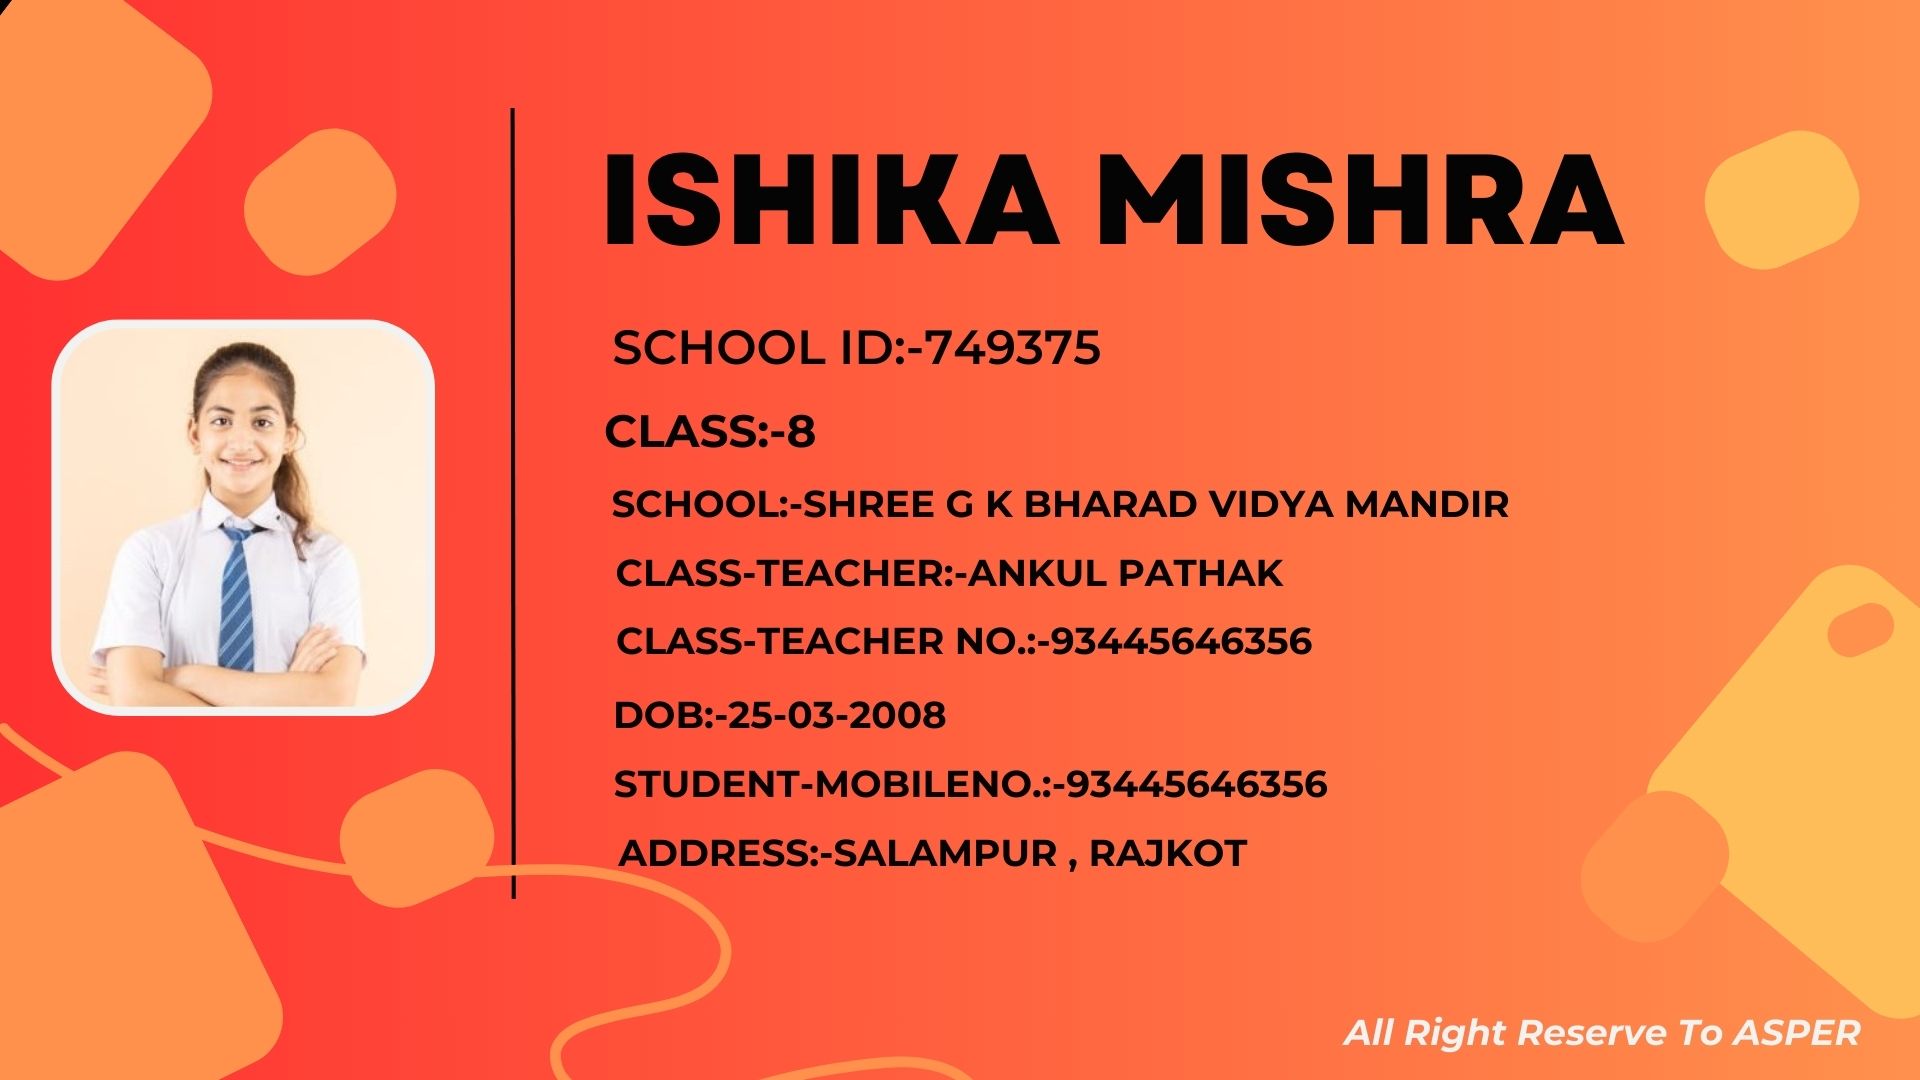 ISHIKA MISHRA
SCHOOL ID:-749375
CLASS:-8
SCHOOL:-SHREE G K BHARAD VIDYA MANDIR
CLASS-TEACHER:-ANKUL PATHAK
CLASS-TEACHER NO.:-93445646356
DOB:-25-03-2008
STUDENT-MOBILENO.:-93445646356
ADDRESS:-SALAMPUR , RAJKOT
All Right Reserve To ASPER